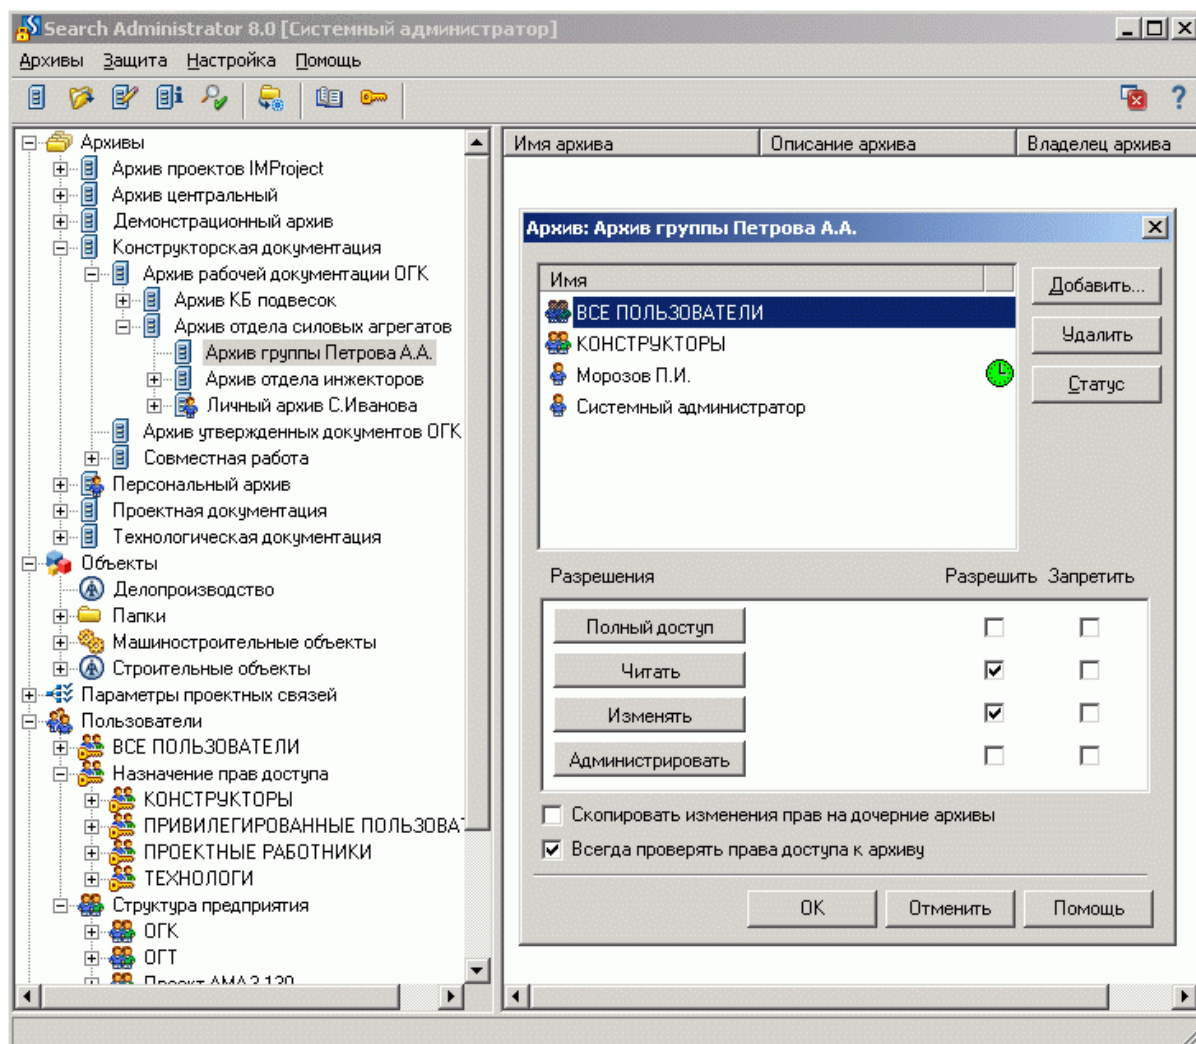 Search Administrator 8.0 [Системный администратор]
Архивы Защита Настройка Помощь
Архивы
Архив проектов IMProject
Архив центральный
Демонстрационный архив
Конструкторская документация
Архив рабочей документации ОГК
Архив КБ подвесок
Архив отдела силовых агрегатов
Архив группы Петрова А.А.
Архив отдела инжекторов
Личный архив С.Иванова
Архив утвержденных документов ОГК
Совместная работа
Персональный архив
Проектная документация
Технологическая документация
Объекты
Делопроизводство
Папки
Машиностроительные объекты
Строительные объекты
Параметры проектных связей
Пользователи
ВСЕ ПОЛЬЗОВАТЕЛИ
Назначение прав доступа
КОНСТРУКТОРЫ
ПРИВИЛЕГИРОВАННЫЕ ПОЛЬЗОВАТ
ПРОЕКТНЫЕ РАБОТНИКИ
ТЕХНОЛОГИ
Структура предприятия
ОГК
ОГТ
Имя архива Описание архива Владелец архива
Архив: Архив группы Петрова А.А.
Имя
ВСЕ ПОЛЬЗОВАТЕЛИ
КОНСТРУКТОРЫ
Морозов П.И.
Системный администратор
Добавить...
Удалить
Статус
Разрешения Разрешить Запретить
Полный доступ
Читать
Изменять
Администрировать
Скопировать изменения прав на дочерние архивы
Всегда проверять права доступа к архиву
ОК Отменить Помощь